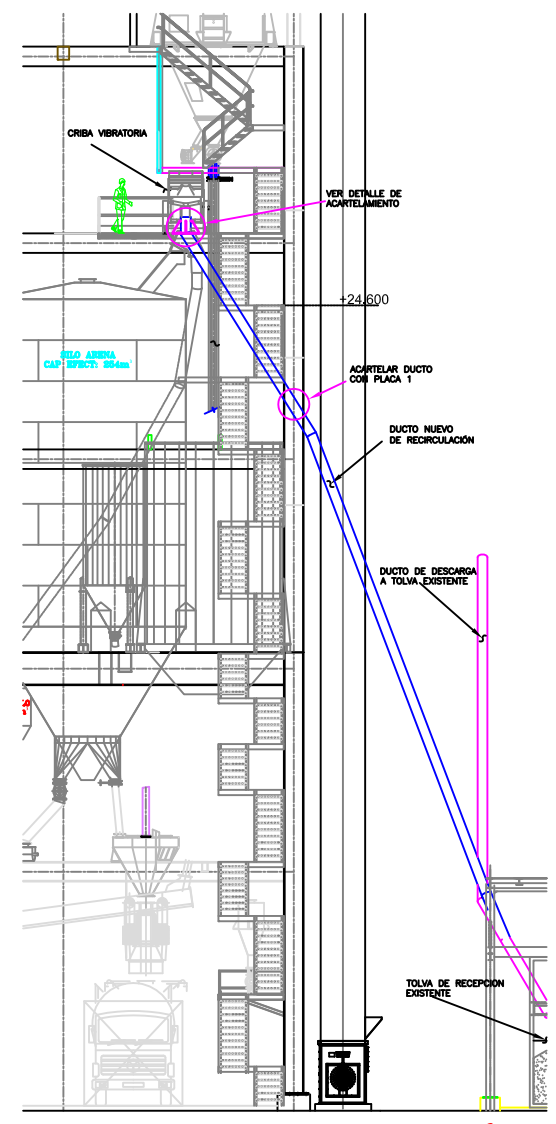 CRIBA VIBRATORIA
VER DETALLE DE
ACARTELAMIENTO
+24.600
SILO ARENA
CAP EFECT: 264m³
ACARTELAR DUCTO
CON PLACA 1
DUCTO NUEVO
DE RECIRCULACIÓN
DUCTO DE DESCARGA
A TOLVA EXISTENTE
TOLVA DE RECEPCION
EXISTENTE